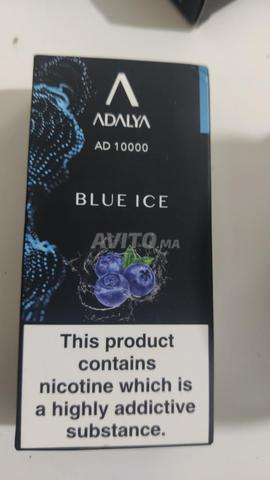 ADALYA
AD 10000
BLUE ICE
AVITO.MA
This product
contains
nicotine which is
a highly addictive
substance.